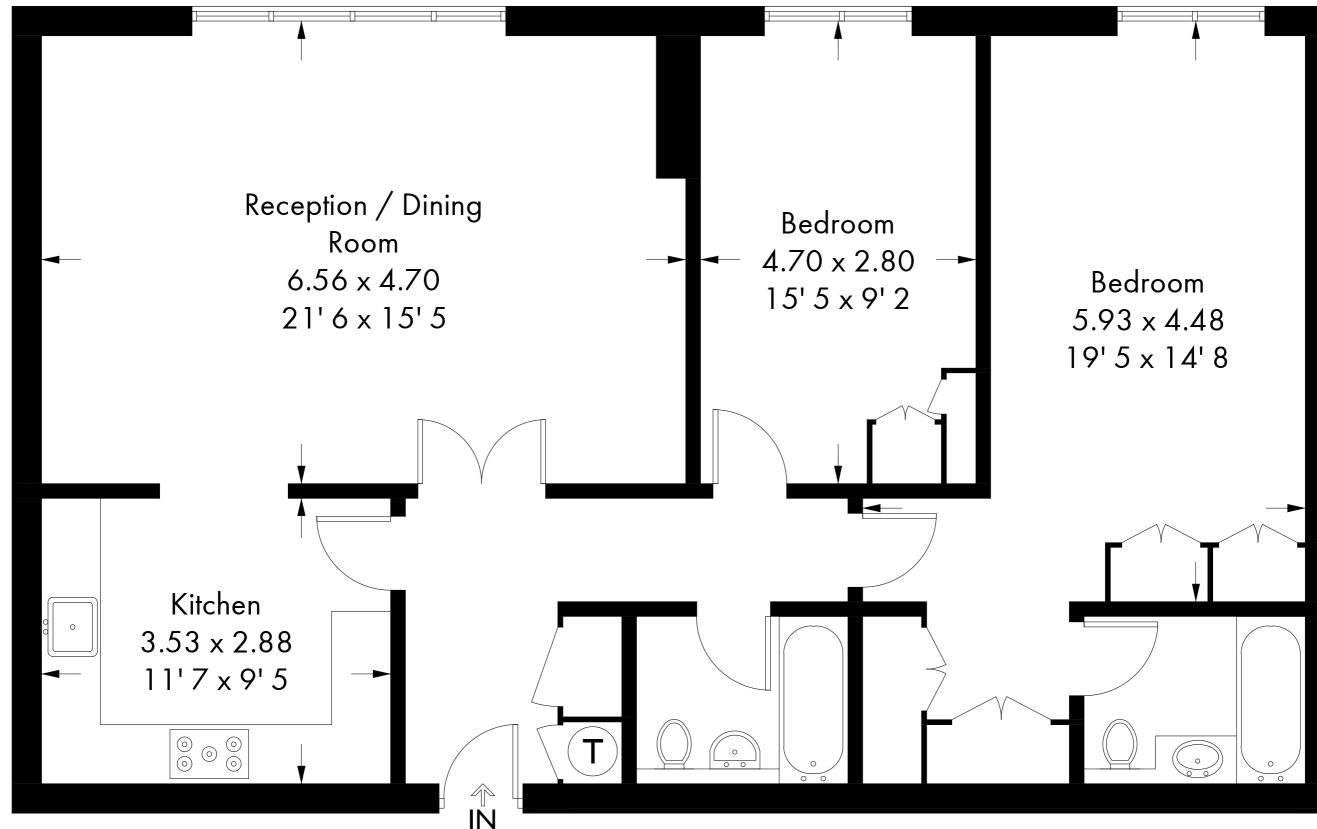 Reception / Dining
Room
6.56 x 4.70
21' 6 x 15' 5
Bedroom
4.70 x 2.80
15' 5 x 9' 2
Bedroom
5.93 x 4.48
19' 5 x 14' 8
Kitchen
3.53 x 2.88
11' 7 x 9' 5
T
IN